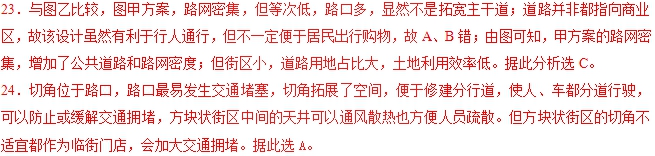 23．与图乙比较，图甲方案，路网密集，但等次低，路口多，显然不是拓宽主干道；道路并非都指向商业
区，故该设计虽然有利于行人通行，但不一定便于居民出行购物，故 A、B 错；由图可知，甲方案的路网密
集，增加了公共道路和路网密度；但街区小，道路用地占比大，土地利用效率低。据此分析选 C。
24．切角位于路口，路口最易发生交通堵塞，切角拓展了空间，便于修建分行道，使人、车都分道行驶，
可以防止或缓解交通拥堵，方块状街区中间的天井可以通风散热也方便人员疏散。但方块状街区的切角不
适宜都作为临街门店，会加大交通拥堵。据此选 A。